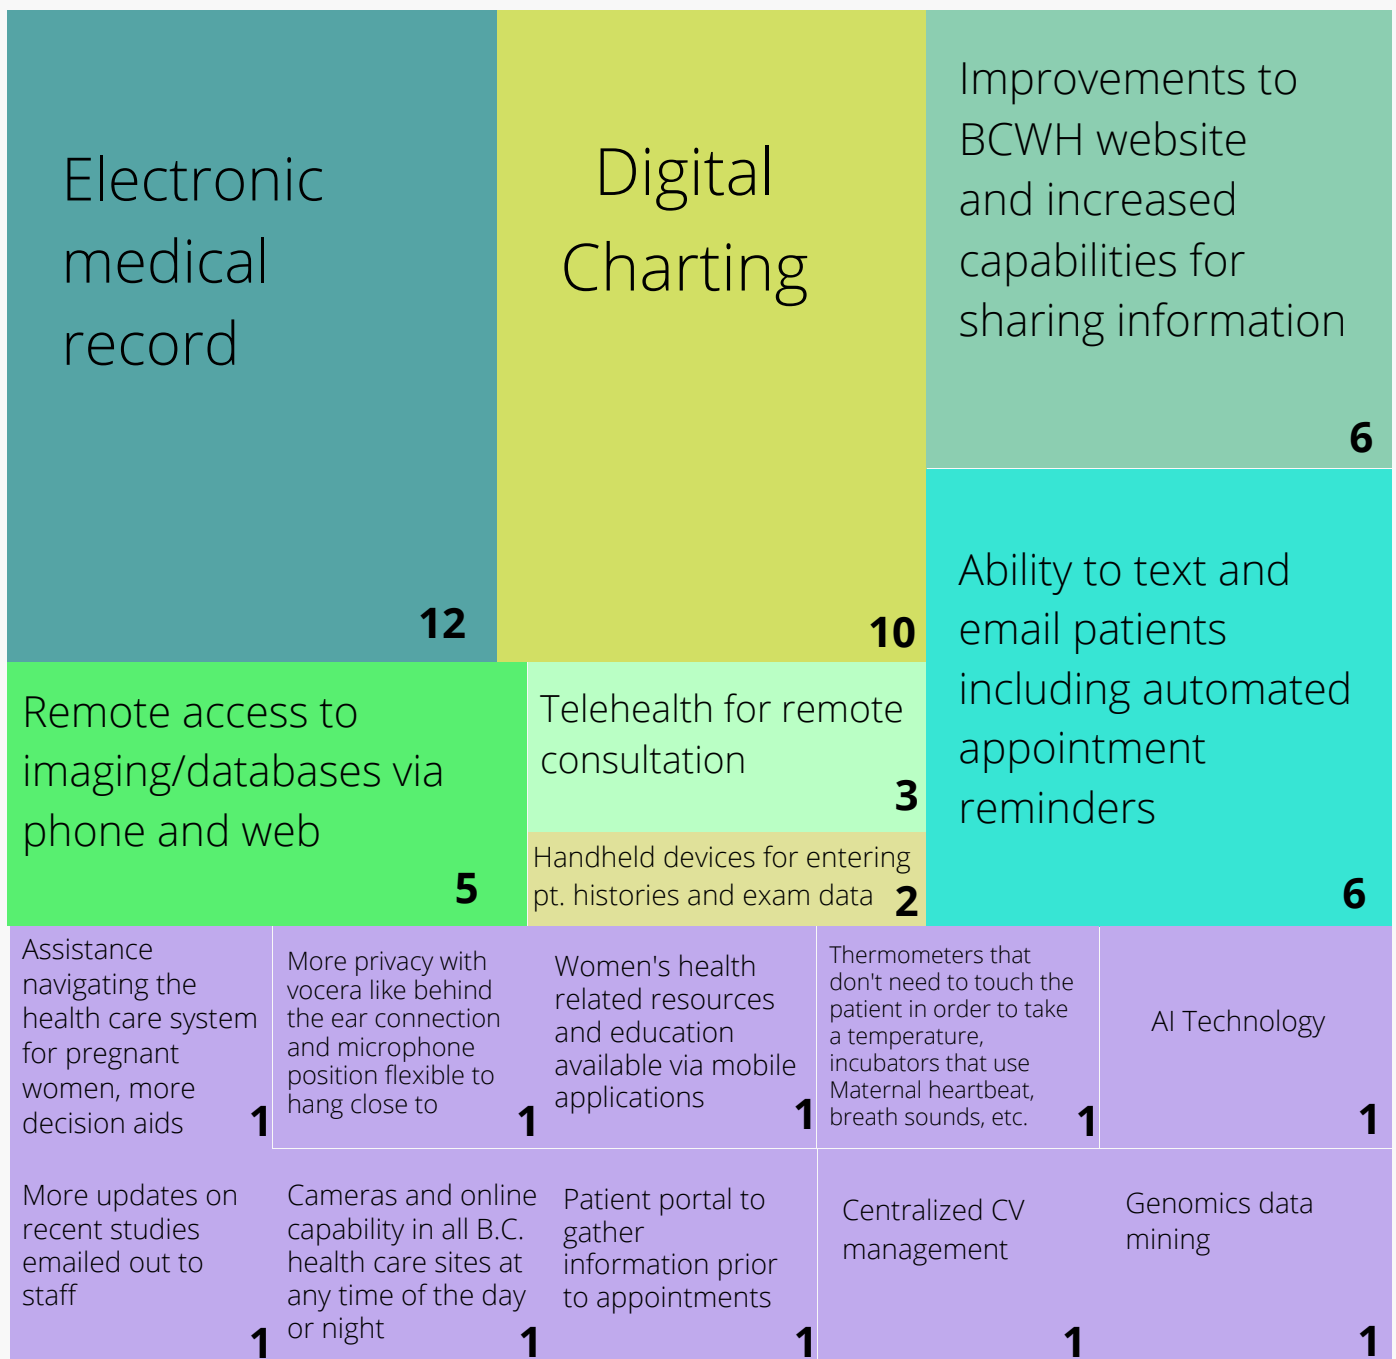 Electronic
medical
record
12
Digital
Charting
10
Improvements to
BCWH website
and increased
capabilities for
sharing information
6
Ability to text and
email patients
including automated
appointment
reminders
6
Remote access to
imaging/databases via
phone and web
5
Telehealth for remote
consultation
3
Handheld devices for entering
pt. histories and exam data
2
Assistance
navigating the
health care system
for pregnant
women, more
decision aids
1
More privacy with
vocera like behind
the ear connection
and microphone
position flexible to
hang close to
1
Women's health
related resources
and education
available via mobile
applications
1
Thermometers that
don't need to touch the
patient in order to take
a temperature,
incubators that use
Maternal heartbeat,
breath sounds, etc.
1
AI Technology
1
More updates on
recent studies
emailed out to
staff
1
Cameras and online
capability in all B.C.
health care sites at
any time of the day
or night
1
Patient portal to
gather
information prior
to appointments
1
Centralized CV
management
1
Genomics data
mining
1